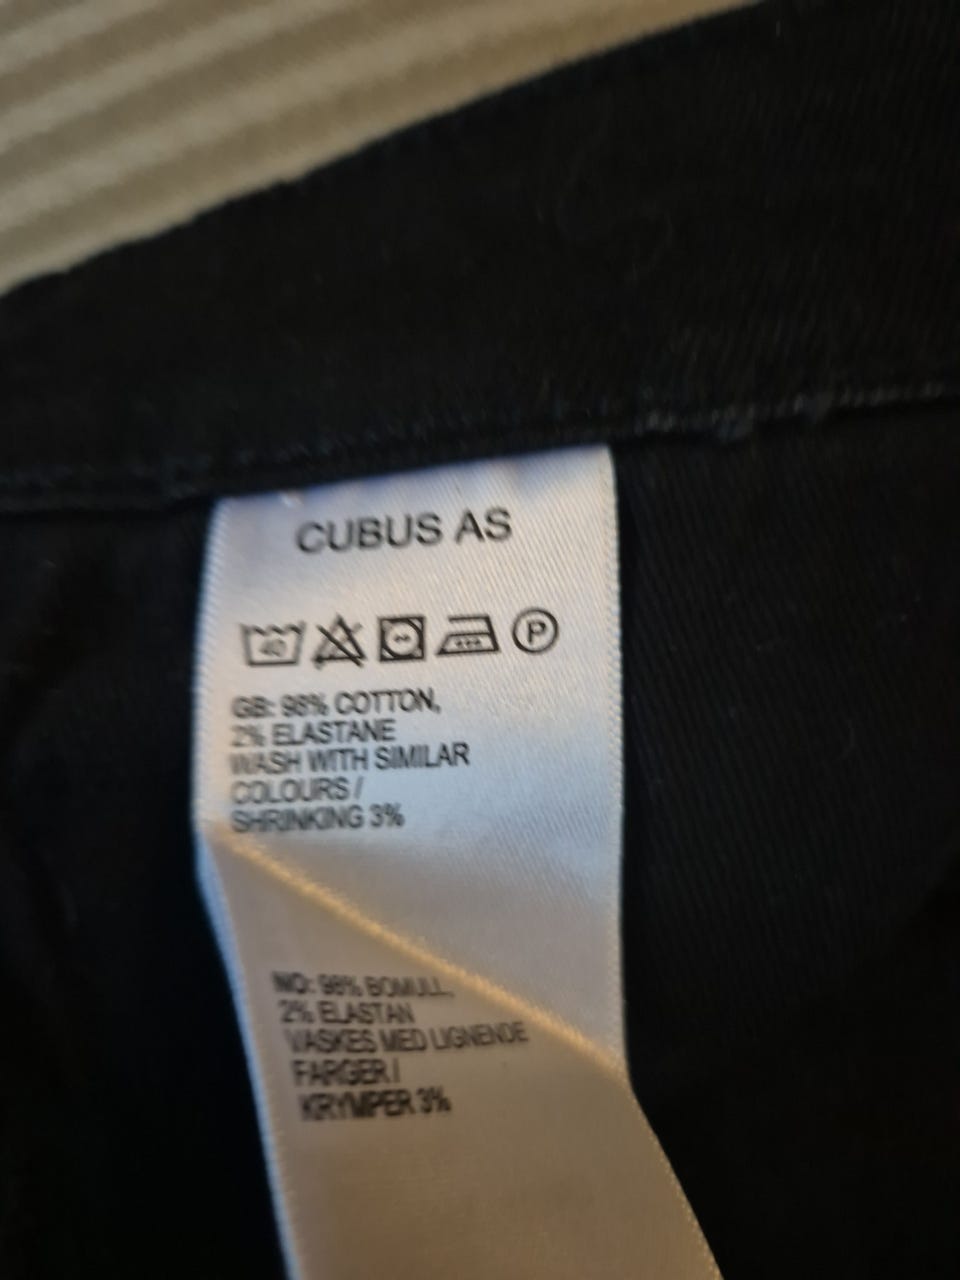 CUBUS AS
40 P
GB: 98% COTTON,
2% ELASTANE
WASH WITH SIMILAR
COLOURS /
SHRINKING 3%
NO: 98% BOMULL,
2% ELASTAN
VASKES MED LIGNENDE
FARGER /
KRYMPER 3%